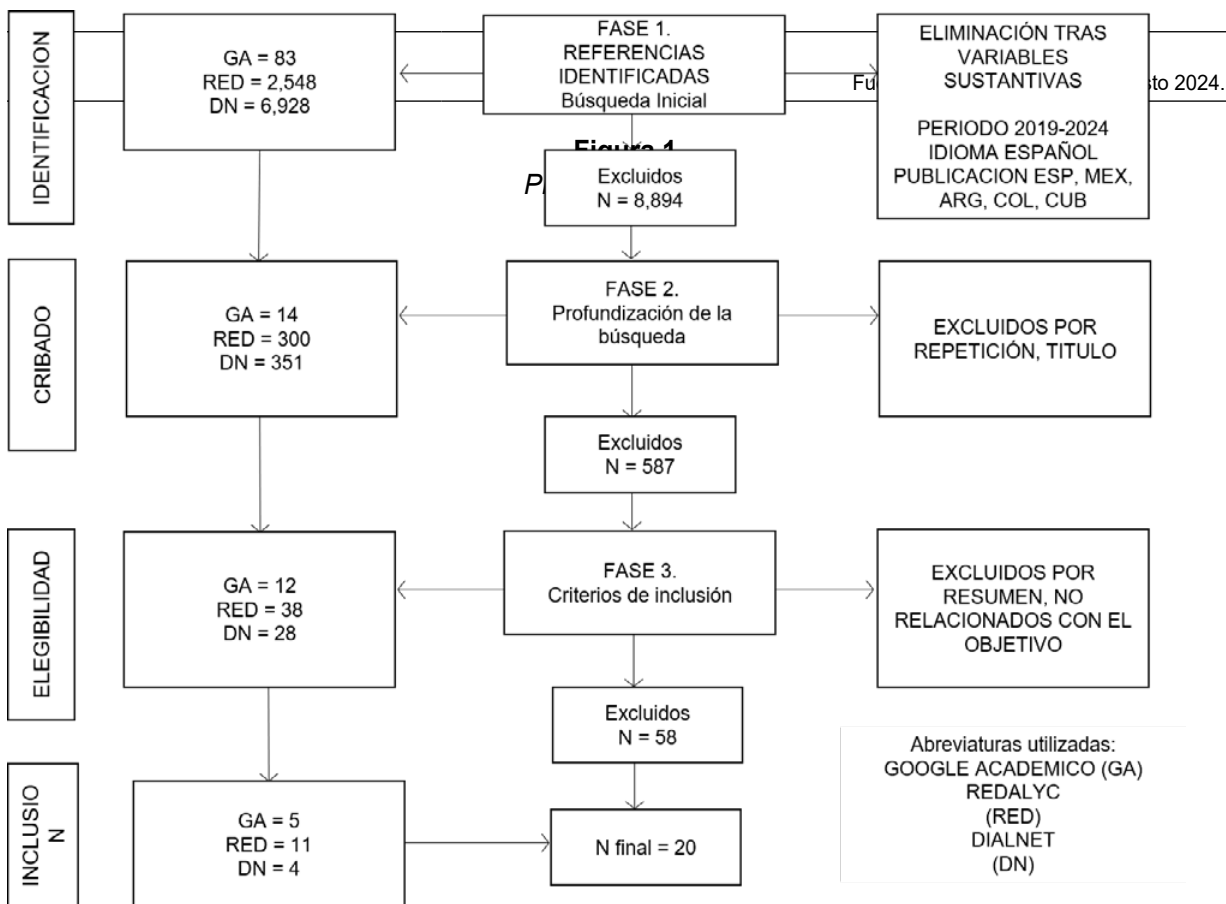 IDENTIFICACION
GA = 83
RED = 2,548
DN = 6,928
FASE 1.
REFERENCIAS
IDENTIFICADAS
Búsqueda Inicial
ELIMINACIÓN TRAS
VARIABLES
SUSTANTIVAS
PERIODO 2019-2024
IDIOMA ESPAÑOL
PUBLICACION ESP, MEX,
ARG, COL, CUB
2024.
Figura 1
Excluidos
N = 8,894
CRIBADO
GA = 14
RED = 300
DN = 351
FASE 2.
Profundización de la
búsqueda
EXCLUIDOS POR
REPETICIÓN, TITULO
Excluidos
N = 587
ELEGIBILIDAD
GA = 12
RED = 38
DN = 28
FASE 3.
Criterios de inclusión
EXCLUIDOS POR
RESUMEN, NO
RELACIONADOS CON EL
OBJETIVO
Excluidos
N = 58
INCLUSIO
N
GA = 5
RED = 11
DN = 4
N final = 20
Abreviaturas utilizadas:
GOOGLE ACADEMICO (GA)
REDALYC
(RED)
DIALNET
(DN)